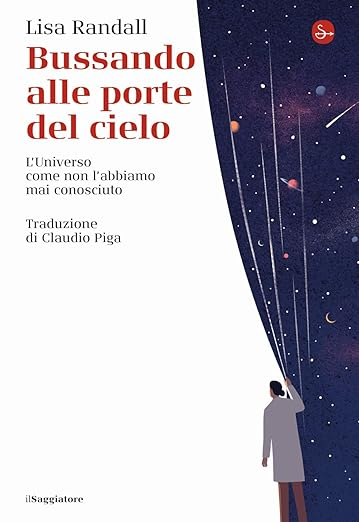 Lisa Randall
Bussando
alle porte
del cielo
L'Universo
come non l'abbiamo
mai conosciuto
Traduzione
di Claudio Piga
ilSaggiatore